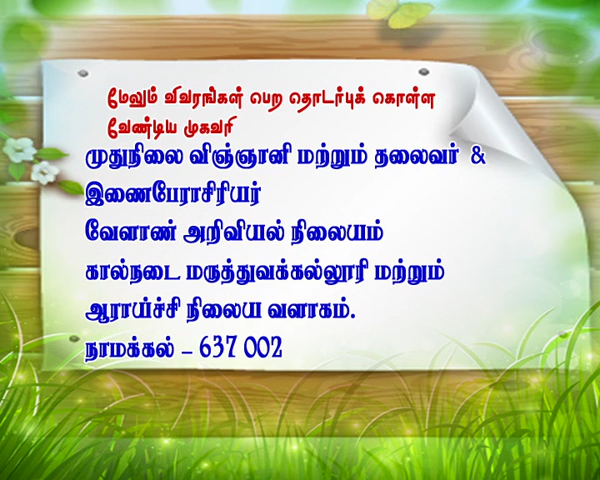 மேலும் விவரங்கள் பெற தொடர்புக் கொள்ள
வேண்டிய முகவரி
முதுநிலை விஞ்ஞானி மற்றும் தலைவர் &
இணைபேராசிரியர்
வேளாண் அறிவியல் நிலையம்
கால்நடை மருத்துவக்கல்லூரி மற்றும்
ஆராய்ச்சி நிலைய வளாகம்.
நாமக்கல் – 637 002